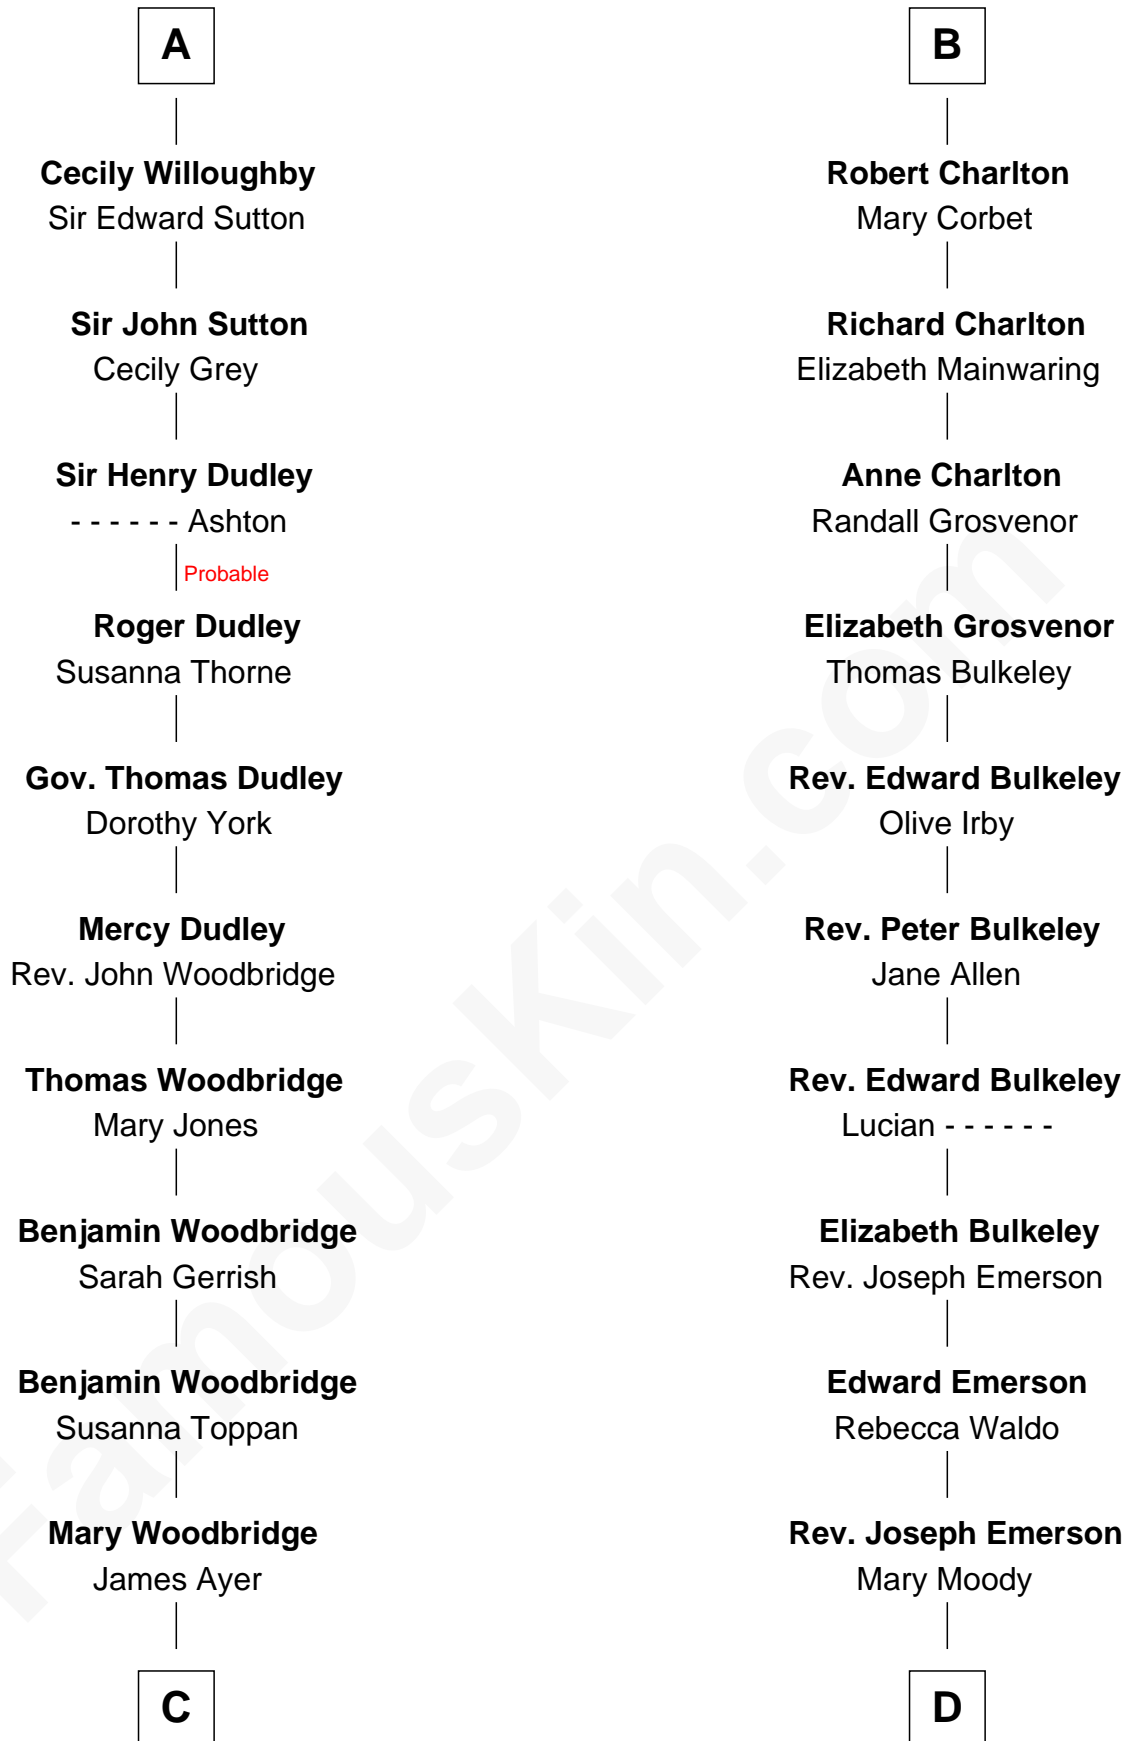 A
B
Cecily Willoughby
Sir Edward Sutton
Robert Charlton
Mary Corbet
Sir John Sutton
Cecily Grey
Richard Charlton
Elizabeth Mainwaring
Sir Henry Dudley
- - - - - - Ashton
Probable
Anne Charlton
Randall Grosvenor
Roger Dudley
Susanna Thorne
Elizabeth Grosvenor
Thomas Bulkeley
Gov. Thomas Dudley
Dorothy York
Rev. Edward Bulkeley
Olive Irby
Mercy Dudley
Rev. John Woodbridge
Rev. Peter Bulkeley
Jane Allen
Thomas Woodbridge
Mary Jones
Rev. Edward Bulkeley
Lucian - - - - - -
Benjamin Woodbridge
Sarah Gerrish
Elizabeth Bulkeley
Rev. Joseph Emerson
Benjamin Woodbridge
Susanna Toppan
Edward Emerson
Rebecca Waldo
Mary Woodbridge
James Ayer
Rev. Joseph Emerson
Mary Moody
C
D
FamousKin.com